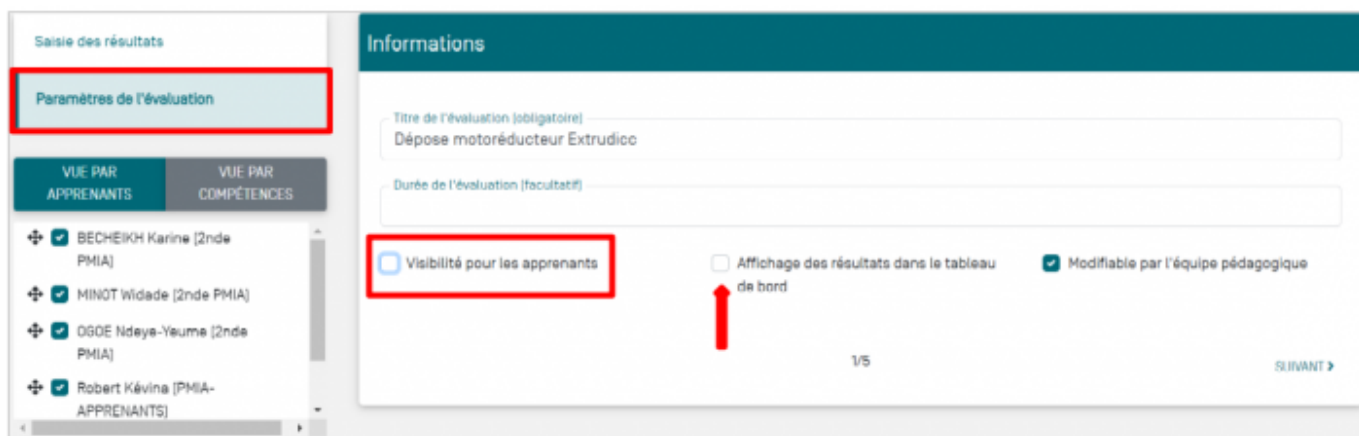 Saisie des résultats
Paramètres de l'évaluation
VUE PAR
APPRENANTS
VUE PAR
COMPÉTENCES
BECHEIKH Karine (2nde
PMIA)
MINOT Widade (2nde PMIA)
OGOE Ndeye-Yeume (2nde
PMIA)
Robert Kévina (PMIA-
APPRENANTS)
Informations
Titre de l'évaluation (obligatoire)
Dépose motoréducteur Extrudicc
Durée de l'évaluation (facultatif)
Visibilité pour les apprenants
Affichage des résultats dans le tableau
de bord
Modifiable par l'équipe pédagogique
1/5
SUIVANT >